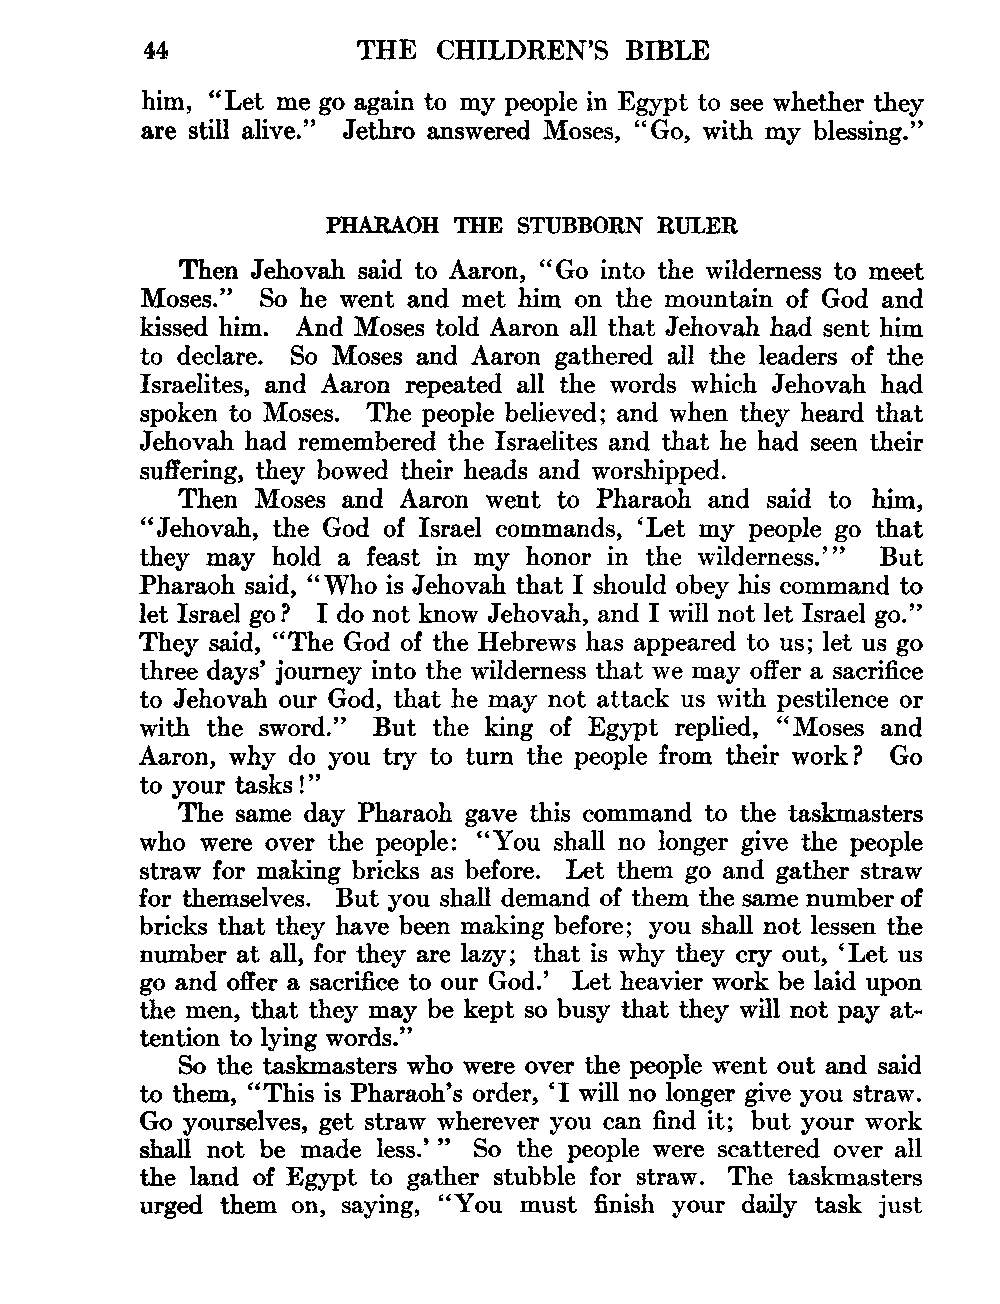 44 THE CHILDREN'S BIBLE
him, “Let me go again to my people in Egypt to see whether they
are still alive.” Jethro answered Moses, “Go, with my blessing.”
PHARAOH THE STUBBORN RULER
Then Jehovah said to Aaron, “Go into the wilderness to meet
Moses.” So he went and met him on the mountain of God and
kissed him. And Moses told Aaron all that Jehovah had sent him
to declare. So Moses and Aaron gathered all the leaders of the
Israelites, and Aaron repeated all the words which Jehovah had
spoken to Moses. The people believed; and when they heard that
Jehovah had remembered the Israelites and that he had seen their
suffering, they bowed their heads and worshipped.
Then Moses and Aaron went to Pharaoh and said to him,
“Jehovah, the God of Israel commands, ‘Let my people go that
they may hold a feast in my honor in the wilderness.’” But
Pharaoh said, “Who is Jehovah that I should obey his command to
let Israel go? I do not know Jehovah, and I will not let Israel go.”
They said, “The God of the Hebrews has appeared to us; let us go
three days’ journey into the wilderness that we may offer a sacrifice
to Jehovah our God, that he may not attack us with pestilence or
with the sword.” But the king of Egypt replied, “Moses and
Aaron, why do you try to turn the people from their work? Go
to your tasks!”
The same day Pharaoh gave this command to the taskmasters
who were over the people: “You shall no longer give the people
straw for making bricks as before. Let them go and gather straw
for themselves. But you shall demand of them the same number of
bricks that they have been making before; you shall not lessen the
number at all, for they are lazy; that is why they cry out, ‘Let us
go and offer a sacrifice to our God.’ Let heavier work be laid upon
the men, that they may be kept so busy that they will not pay at-
tention to lying words.”
So the taskmasters who were over the people went out and said
to them, “This is Pharaoh’s order, ‘I will no longer give you straw.
Go yourselves, get straw wherever you can find it; but your work
shall not be made less.’” So the people were scattered over all
the land of Egypt to gather stubble for straw. The taskmasters
urged them on, saying, “You must finish your daily task just